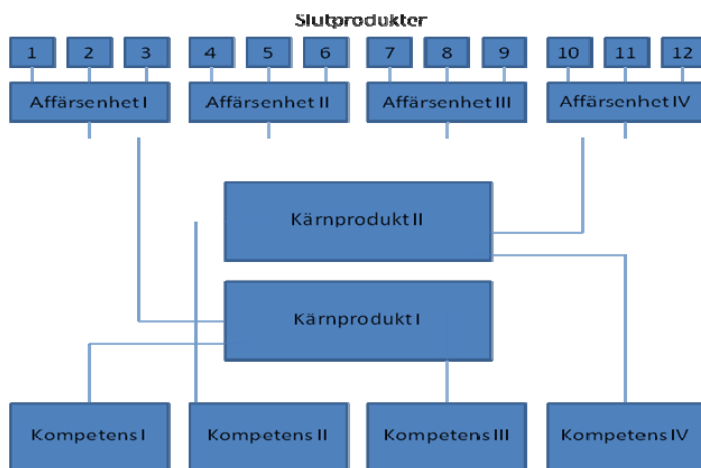 Slutprodukter
1 2 3 4 5 6 7 8 9 10 11 12
Affärsenhet I Affärsenhet II Affärsenhet III Affärsenhet IV
Kärnprodukt II
Kärnprodukt I
Kompetens I Kompetens II Kompetens III Kompetens IV